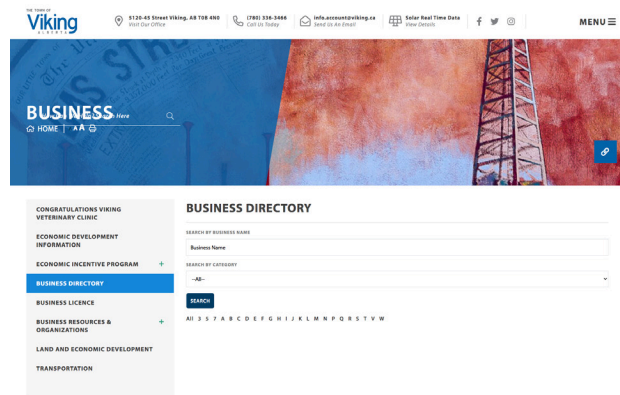 THE TOWN OF
Viking
ALBERTA
5120-45 Street Viking, AB T0B 4N0
Visit Our Office
(780) 336-3466
Call Us Today
info.account@viking.ca
Send Us An Email
Solar Real Time Data
View Details
MENU
BUSINESS
Here
HOME | A A
CONGRATULATIONS VIKING
VETERINARY CLINIC
ECONOMIC DEVELOPMENT
INFORMATION
ECONOMIC INCENTIVE PROGRAM +
BUSINESS DIRECTORY
BUSINESS LICENCE
BUSINESS RESOURCES & +
ORGANIZATIONS
LAND AND ECONOMIC DEVELOPMENT
TRANSPORTATION
BUSINESS DIRECTORY
SEARCH BY BUSINESS NAME
Business Name
SEARCH BY CATEGORY
--All--
SEARCH
All 3 5 7 A B C D E F G H I J K L M N P Q R S T V W